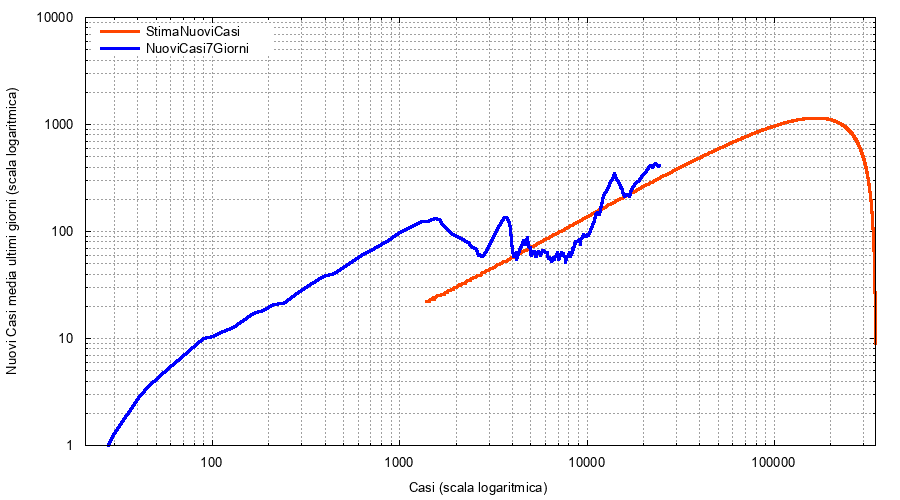 10000
1000
100
10
1
StimaNuoviCasi
NuoviCasi7Giorni
Nuovi Casi media ultimi giorni (scala logaritmica)
100 1000 10000 100000
Casi (scala logaritmica)